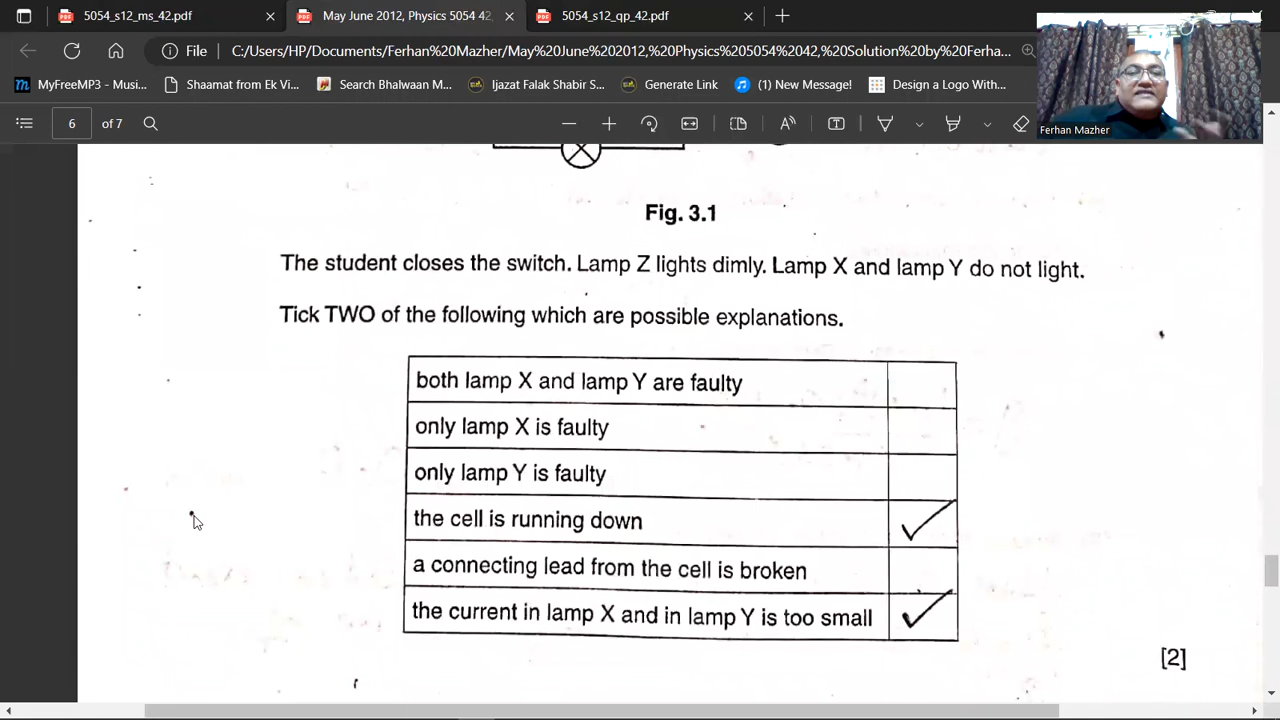 5054_s12_ms_42.pdf
May June 2012, Physics 5054 42,
5054_s12_qp_42.pdf
File
C:/Users/HP/Documents/Ferhan%20Mazher/May%20June%202012,%20Physics%205054%2042,%20Solution%20by%20Ferha...
MyFreeMP3 - Musi...
Shaamat from Ek Vi...
Search Bhalwaan M...
Ijazat Falak Shabir S...
Generate Link
(1) New Message!
Design a Logo With...
Ferhan Mazher
6 of 7
Fig. 3.1
The student closes the switch. Lamp Z lights dimly. Lamp X and lamp Y do not light.
Tick TWO of the following which are possible explanations.
both lamp X and lamp Y are faulty
only lamp X is faulty
only lamp Y is faulty
the cell is running down
a connecting lead from the cell is broken
the current in lamp X and in lamp Y is too small
[2]